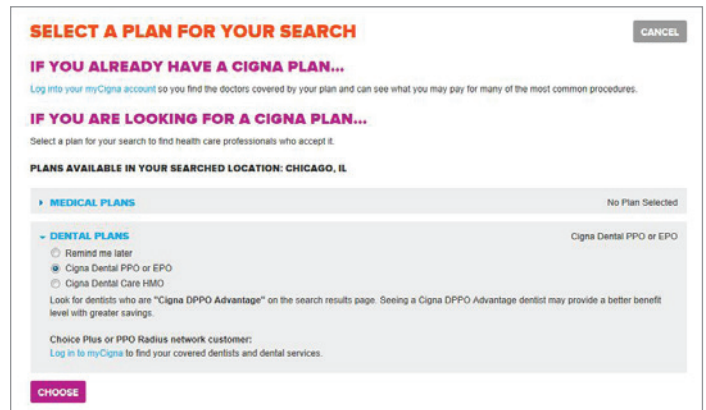 SELECT A PLAN FOR YOUR SEARCH
CANCEL
IF YOU ALREADY HAVE A CIGNA PLAN...
Log into your myCigna account so you find the doctors covered by your plan and can see what you may pay for many of the most common procedures.
IF YOU ARE LOOKING FOR A CIGNA PLAN...
Select a plan for your search to find health care professionals who accept it.
PLANS AVAILABLE IN YOUR SEARCHED LOCATION: CHICAGO, IL
MEDICAL PLANS
No Plan Selected
DENTAL PLANS
Cigna Dental PPO or EPO
Remind me later
Cigna Dental PPO or EPO
Cigna Dental Care HMO
Look for dentists who are "Cigna DPPO Advantage" on the search results page. Seeing a Cigna DPPO Advantage dentist may provide a better benefit
level with greater savings.
Choice Plus or PPO Radius network customer:
Log in to myCigna to find your covered dentists and dental services.
CHOOSE